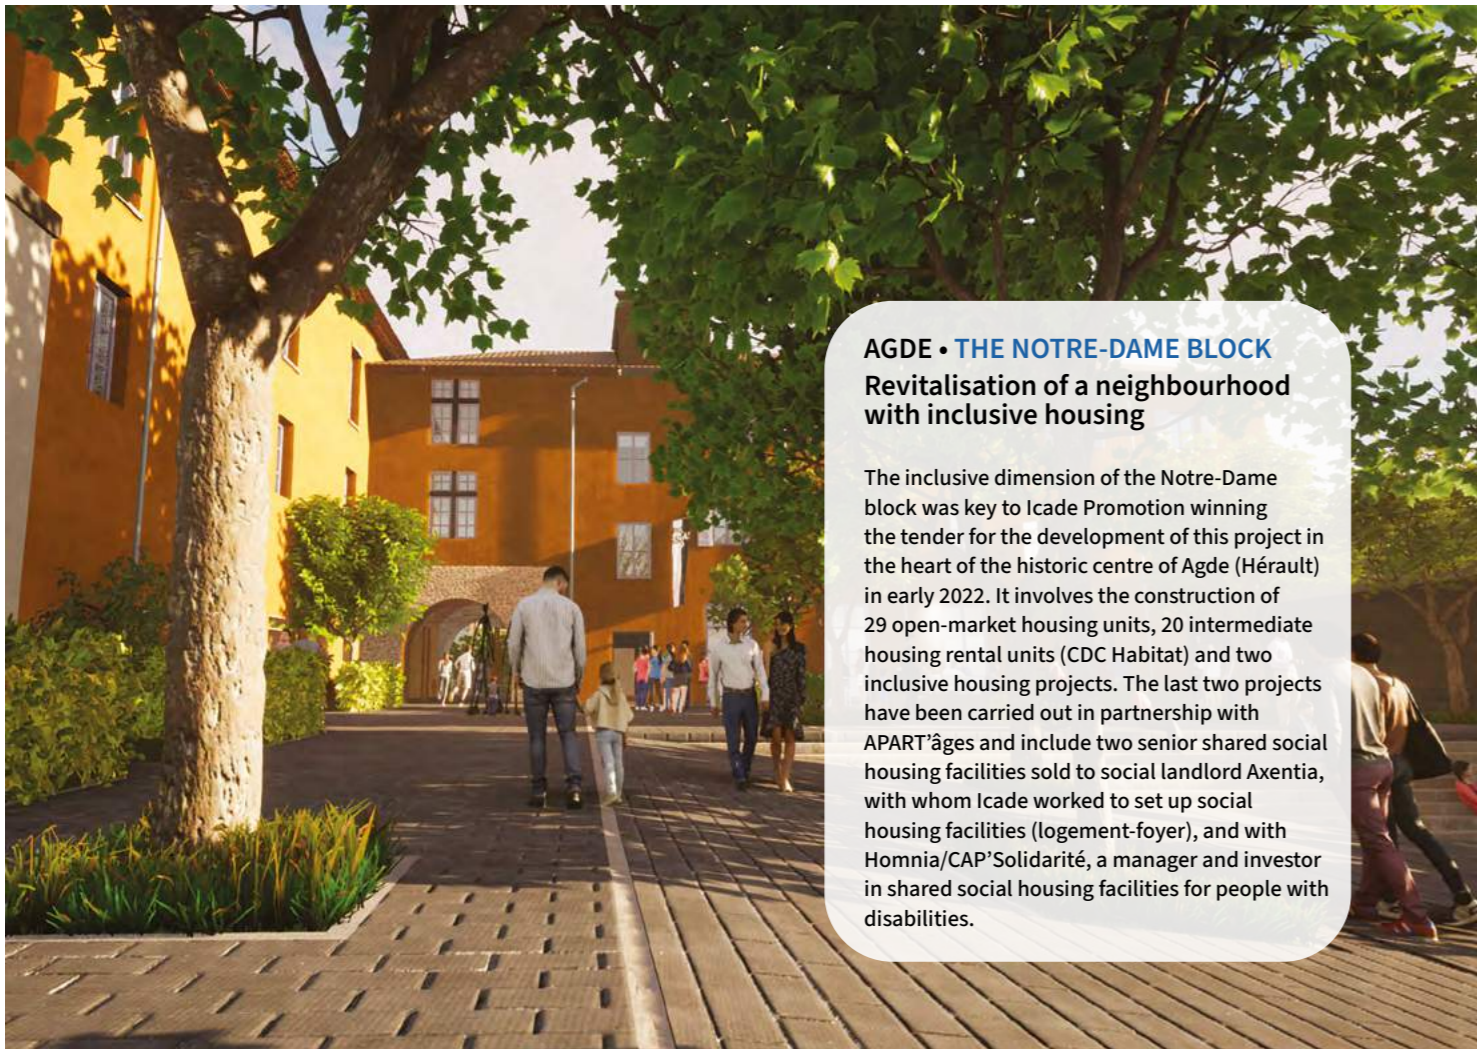 AGDE • THE NOTRE-DAME BLOCK
Revitalisation of a neighbourhood
with inclusive housing
The inclusive dimension of the Notre-Dame
block was key to Icade Promotion winning
the tender for the development of this project in
the heart of the historic centre of Agde (Hérault)
in early 2022. It involves the construction of
29 open-market housing units, 20 intermediate
housing rental units (CDC Habitat) and two
inclusive housing projects. The last two projects
have been carried out in partnership with
APART’âges and include two senior shared social
housing facilities sold to social landlord Axentia,
with whom Icade worked to set up social
housing facilities (logement-foyer), and with
Homnia/CAP’Solidarité, a manager and investor
in shared social housing facilities for people with
disabilities.